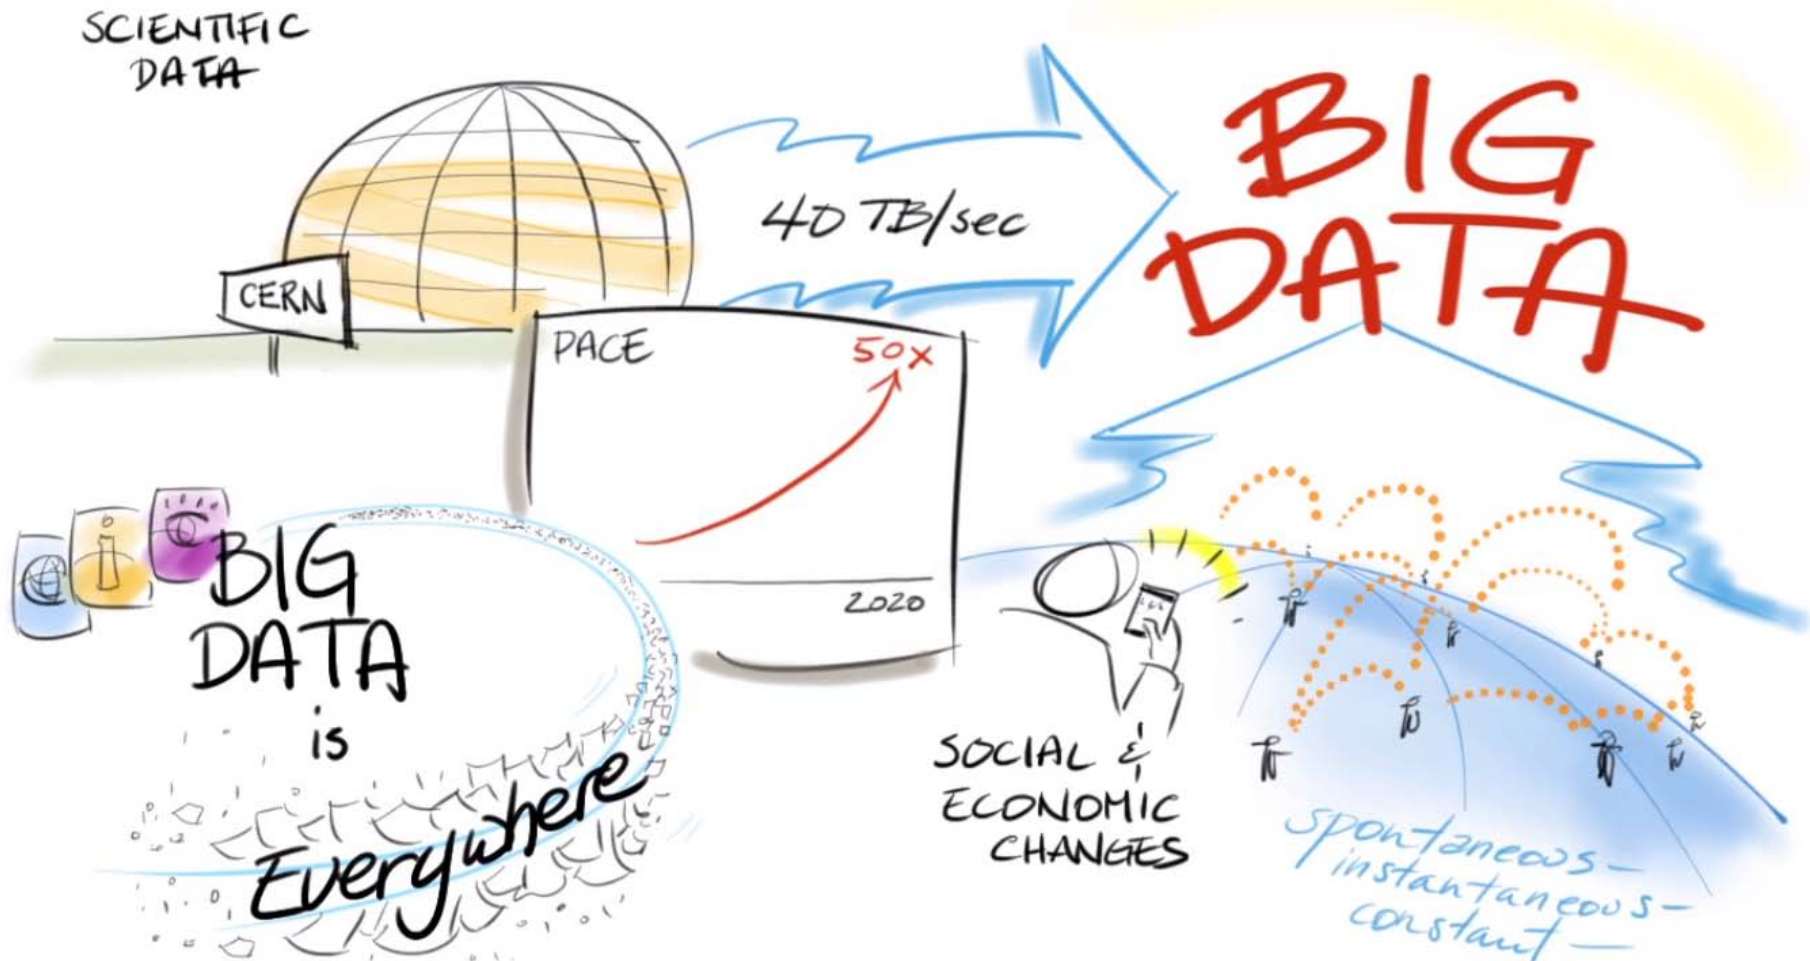 SCIENTIFIC
DATA
CERN
40 TB/sec
BIG
DATA
PACE
50x
2020
BIG
DATA
is
Everywhere
SOCIAL &
ECONOMIC
CHANGES
spontaneous-
instantaneous-
constant-